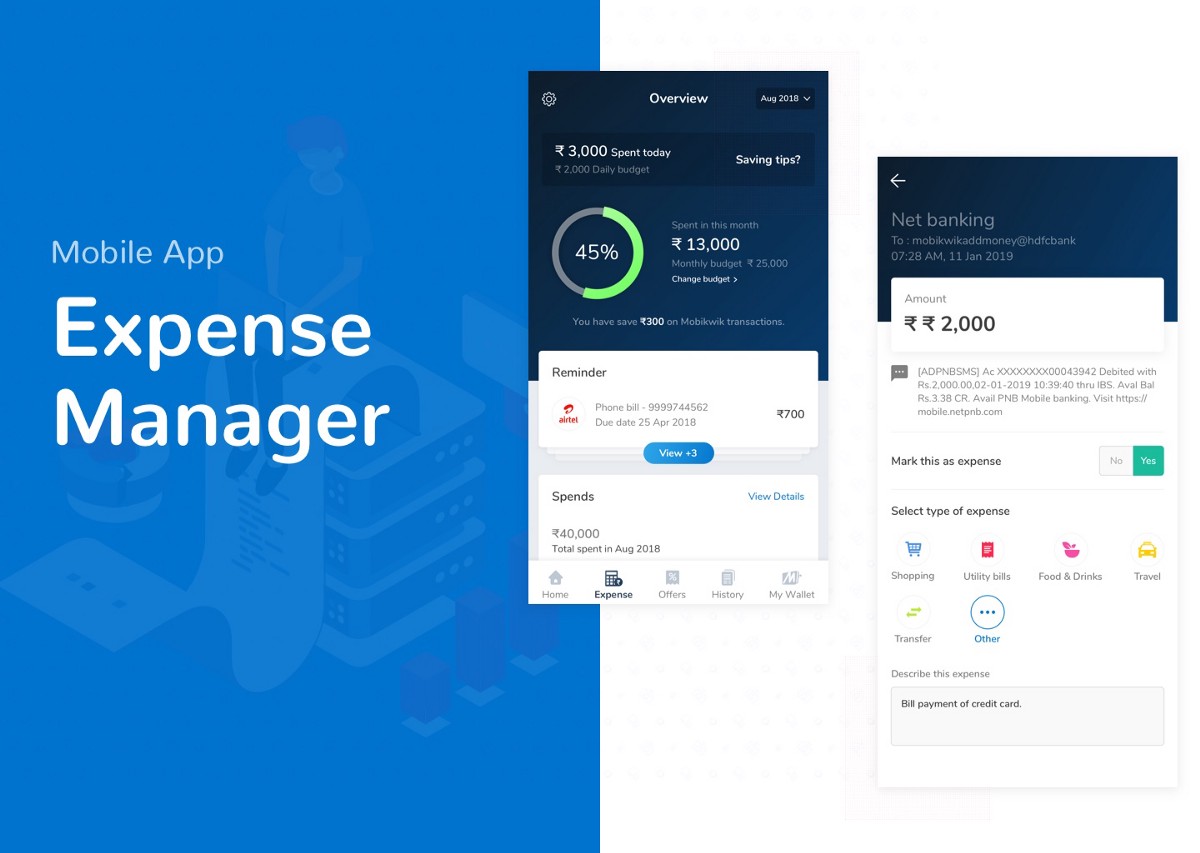 Mobile App
Expense
Manager
Overview
Aug 2018
₹ 3,000 Spent today
₹ 2,000 Daily budget
Saving tips?
45%
Spent in this month
₹ 13,000
Monthly budget ₹ 25,000
Change budget >
You have save ₹300 on Mobikwik transactions.
Reminder
airtel
Phone bill - 9999744562
Due date 25 Apr 2018
₹700
View +3
Spends
View Details
₹40,000
Total spent in Aug 2018
Home
Expense
Offers
History
My Wallet
Net banking
To : mobikwikaddmoney@hdfcbank
07:28 AM, 11 Jan 2019
Amount
₹ ₹ 2,000
[ADPNBSMS] Ac XXXXXXXX00043942 Debited with
Rs.2,000.00,02-01-2019 10:39:40 thru IBS. Aval Bal
Rs.3.38 CR. Avail PNB Mobile banking. Visit https://
mobile.netpnb.com
Mark this as expense
No
Yes
Select type of expense
Shopping
Utility bills
Food & Drinks
Travel
Transfer
Other
Describe this expense
Bill payment of credit card.